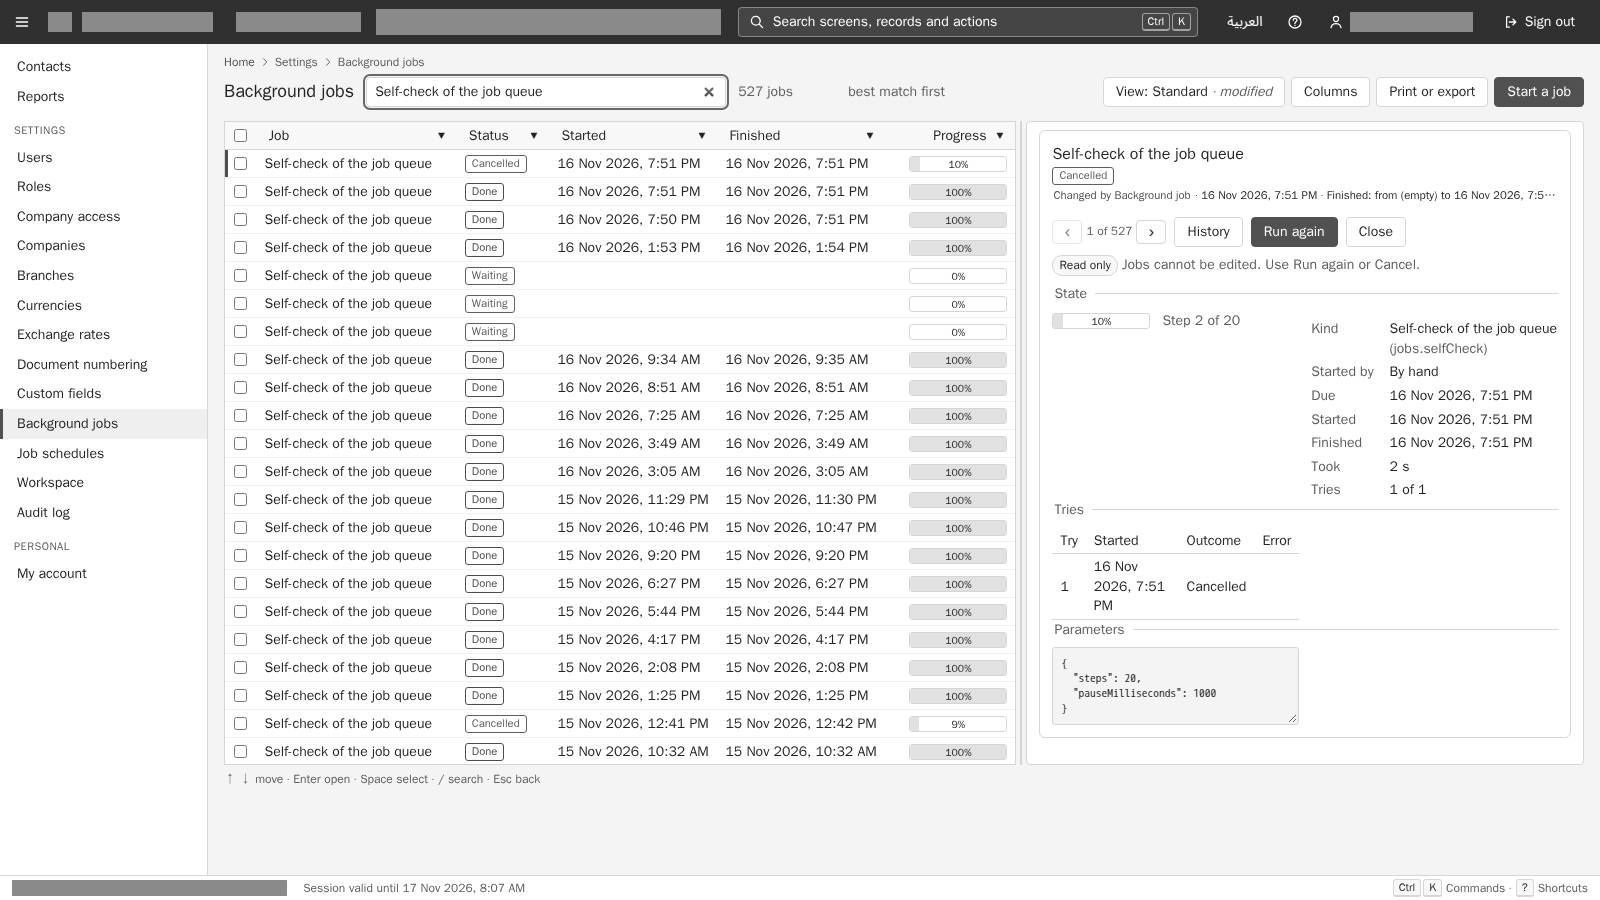 Search screens, records and actions Ctrl K العربية Sign out
Contacts
Reports
SETTINGS
Users
Roles
Company access
Companies
Branches
Currencies
Exchange rates
Document numbering
Custom fields
Background jobs
Job schedules
Workspace
Audit log
PERSONAL
My account
Home > Settings > Background jobs
Background jobs Self-check of the job queue 527 jobs best match first View: Standard · modified Columns Print or export Start a job
Job Status Started Finished Progress
Self-check of the job queue Cancelled 16 Nov 2026, 7:51 PM 16 Nov 2026, 7:51 PM 10%
Self-check of the job queue Done 16 Nov 2026, 7:51 PM 16 Nov 2026, 7:51 PM 100%
Self-check of the job queue Done 16 Nov 2026, 7:50 PM 16 Nov 2026, 7:51 PM 100%
Self-check of the job queue Done 16 Nov 2026, 1:53 PM 16 Nov 2026, 1:54 PM 100%
Self-check of the job queue Waiting 0%
Self-check of the job queue Waiting 0%
Self-check of the job queue Waiting 0%
Self-check of the job queue Done 16 Nov 2026, 9:34 AM 16 Nov 2026, 9:35 AM 100%
Self-check of the job queue Done 16 Nov 2026, 8:51 AM 16 Nov 2026, 8:51 AM 100%
Self-check of the job queue Done 16 Nov 2026, 7:25 AM 16 Nov 2026, 7:25 AM 100%
Self-check of the job queue Done 16 Nov 2026, 3:49 AM 16 Nov 2026, 3:49 AM 100%
Self-check of the job queue Done 16 Nov 2026, 3:05 AM 16 Nov 2026, 3:05 AM 100%
Self-check of the job queue Done 15 Nov 2026, 11:29 PM 15 Nov 2026, 11:30 PM 100%
Self-check of the job queue Done 15 Nov 2026, 10:46 PM 15 Nov 2026, 10:47 PM 100%
Self-check of the job queue Done 15 Nov 2026, 9:20 PM 15 Nov 2026, 9:20 PM 100%
Self-check of the job queue Done 15 Nov 2026, 6:27 PM 15 Nov 2026, 6:27 PM 100%
Self-check of the job queue Done 15 Nov 2026, 5:44 PM 15 Nov 2026, 5:44 PM 100%
Self-check of the job queue Done 15 Nov 2026, 4:17 PM 15 Nov 2026, 4:17 PM 100%
Self-check of the job queue Done 15 Nov 2026, 2:08 PM 15 Nov 2026, 2:08 PM 100%
Self-check of the job queue Done 15 Nov 2026, 1:25 PM 15 Nov 2026, 1:25 PM 100%
Self-check of the job queue Cancelled 15 Nov 2026, 12:41 PM 15 Nov 2026, 12:42 PM 9%
Self-check of the job queue Done 15 Nov 2026, 10:32 AM 15 Nov 2026, 10:32 AM 100%
↑ ↓ move · Enter open · Space select · / search · Esc back
Self-check of the job queue
Cancelled
Changed by Background job · 16 Nov 2026, 7:51 PM · Finished: from (empty) to 16 Nov 2026, 7:5…
‹ 1 of 527 › History Run again Close
Read only Jobs cannot be edited. Use Run again or Cancel.
State
10% Step 2 of 20
Kind Self-check of the job queue
(jobs.selfCheck)
Started by By hand
Due 16 Nov 2026, 7:51 PM
Started 16 Nov 2026, 7:51 PM
Finished 16 Nov 2026, 7:51 PM
Took 2 s
Tries 1 of 1
Tries
Try Started Outcome Error
1 16 Nov 2026, 7:51 PM Cancelled
Parameters
{
"steps": 20,
"pauseMilliseconds": 1000
}
Session valid until 17 Nov 2026, 8:07 AM Ctrl K Commands · ? Shortcuts